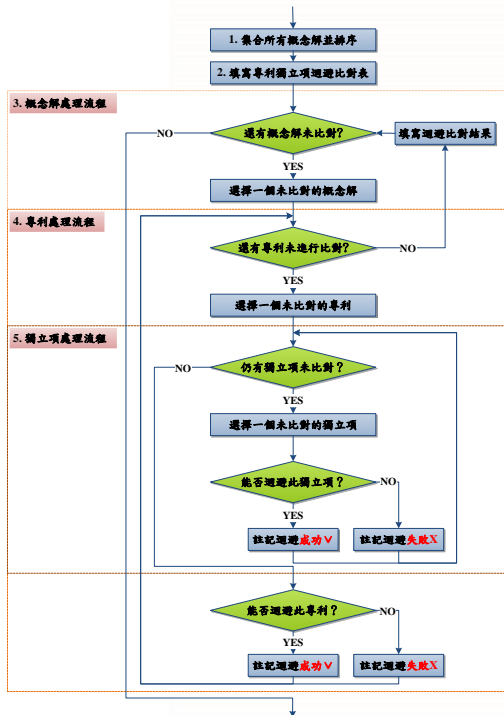 1. 集合所有概念解並排序
2. 填寫專利獨立項迴避比對表
3. 概念解處理流程
NO
還有概念解未比對?
填寫迴避比對結果
YES
選擇一個未比對的概念解
4. 專利處理流程
還有專利未進行比對?
NO
YES
選擇一個未比對的專利
5. 獨立項處理流程
NO
仍有獨立項未比對？
YES
選擇一個未比對的獨立項
能否迴避此獨立項？
NO
YES
註記迴避成功V
註記迴避失敗X
能否迴避此專利？
NO
YES
註記迴避成功V
註記迴避失敗X